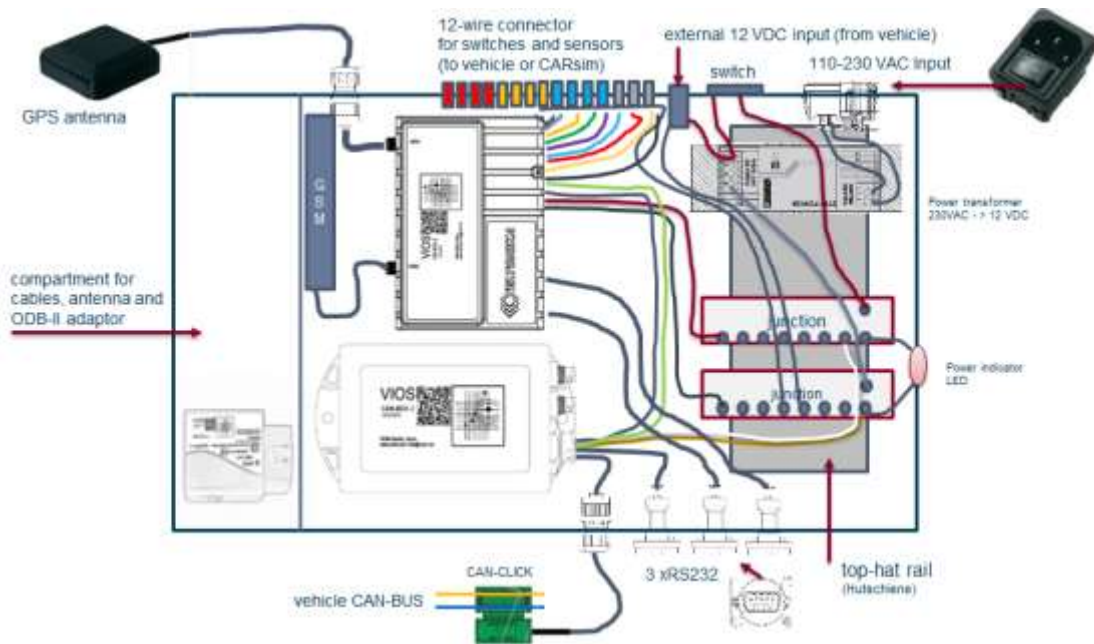 12-wire connector
for switches and sensors
(to vehicle or CARsim)
external 12 VDC input (from vehicle)
switch
110-230 VAC Input
GPS antenna
GSM
VIOS
Power transformer
230VAC - > 12 VDC
compartment for
cables, antenna and
ODB-II adaptor
junction
Power indicator
LED
junction
VIOS
3 xRS232
top-hat rail
(Hutschiene)
CAN-CLICK
vehicle CAN-BUS